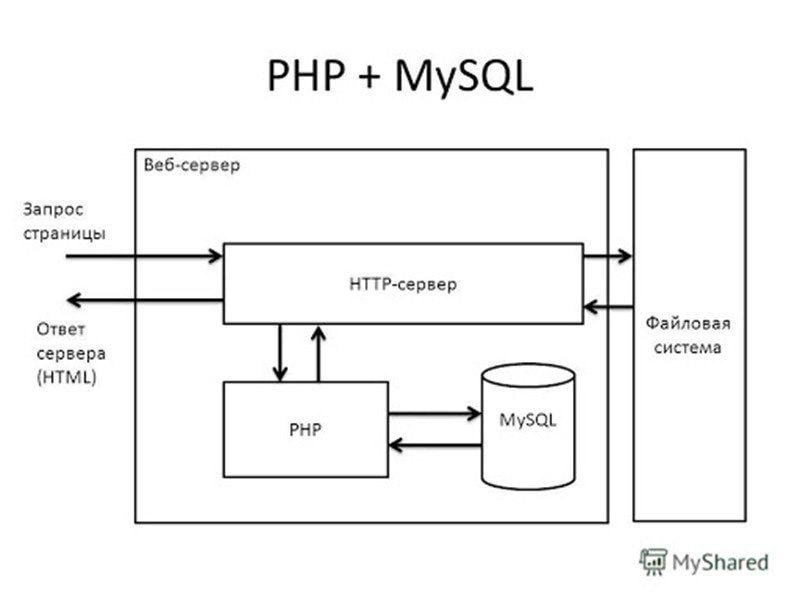 PHP + MySQL
Веб-сервер
Запрос
страницы
HTTP-сервер
Ответ
сервера
(HTML)
Файловая
система
PHP
MySQL
MyShared